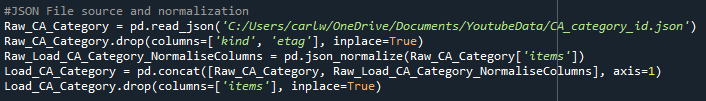 #JSON File source and normalization
Raw_CA_Category = pd.read_json('C:/Users/carlw/OneDrive/Documents/YoutubeData/CA_category_id.json')
Raw_CA_Category.drop(columns=['kind', 'etag'], inplace=True)
Raw_Load_CA_Category_NormaliseColumns = pd.json_normalize(Raw_CA_Category['items'])
Load_CA_Category = pd.concat([Raw_CA_Category, Raw_Load_CA_Category_NormaliseColumns], axis=1)
Load_CA_Category.drop(columns=['items'], inplace=True)